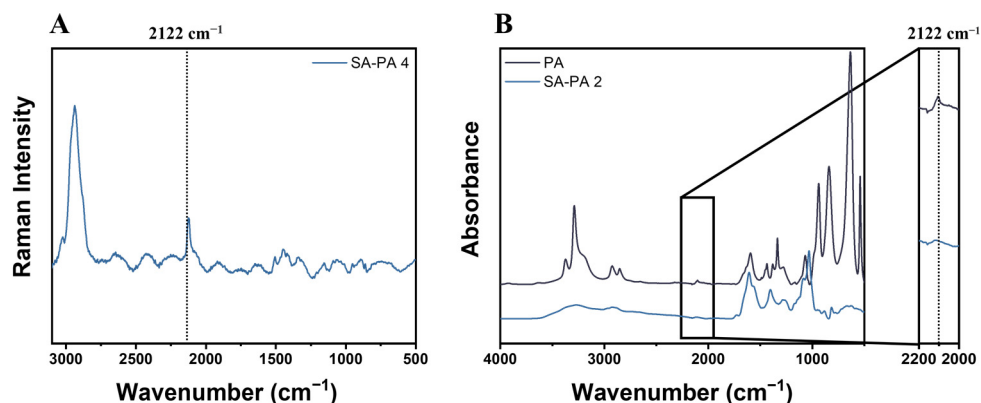 A
2122 cm⁻¹
SA-PA 4
Raman Intensity
3000 2500 2000 1500 1000 500
Wavenumber (cm⁻¹)
B
2122 cm⁻¹
PA
SA-PA 2
Absorbance
4000 3000 2000 1000 2200 2000
Wavenumber (cm⁻¹)